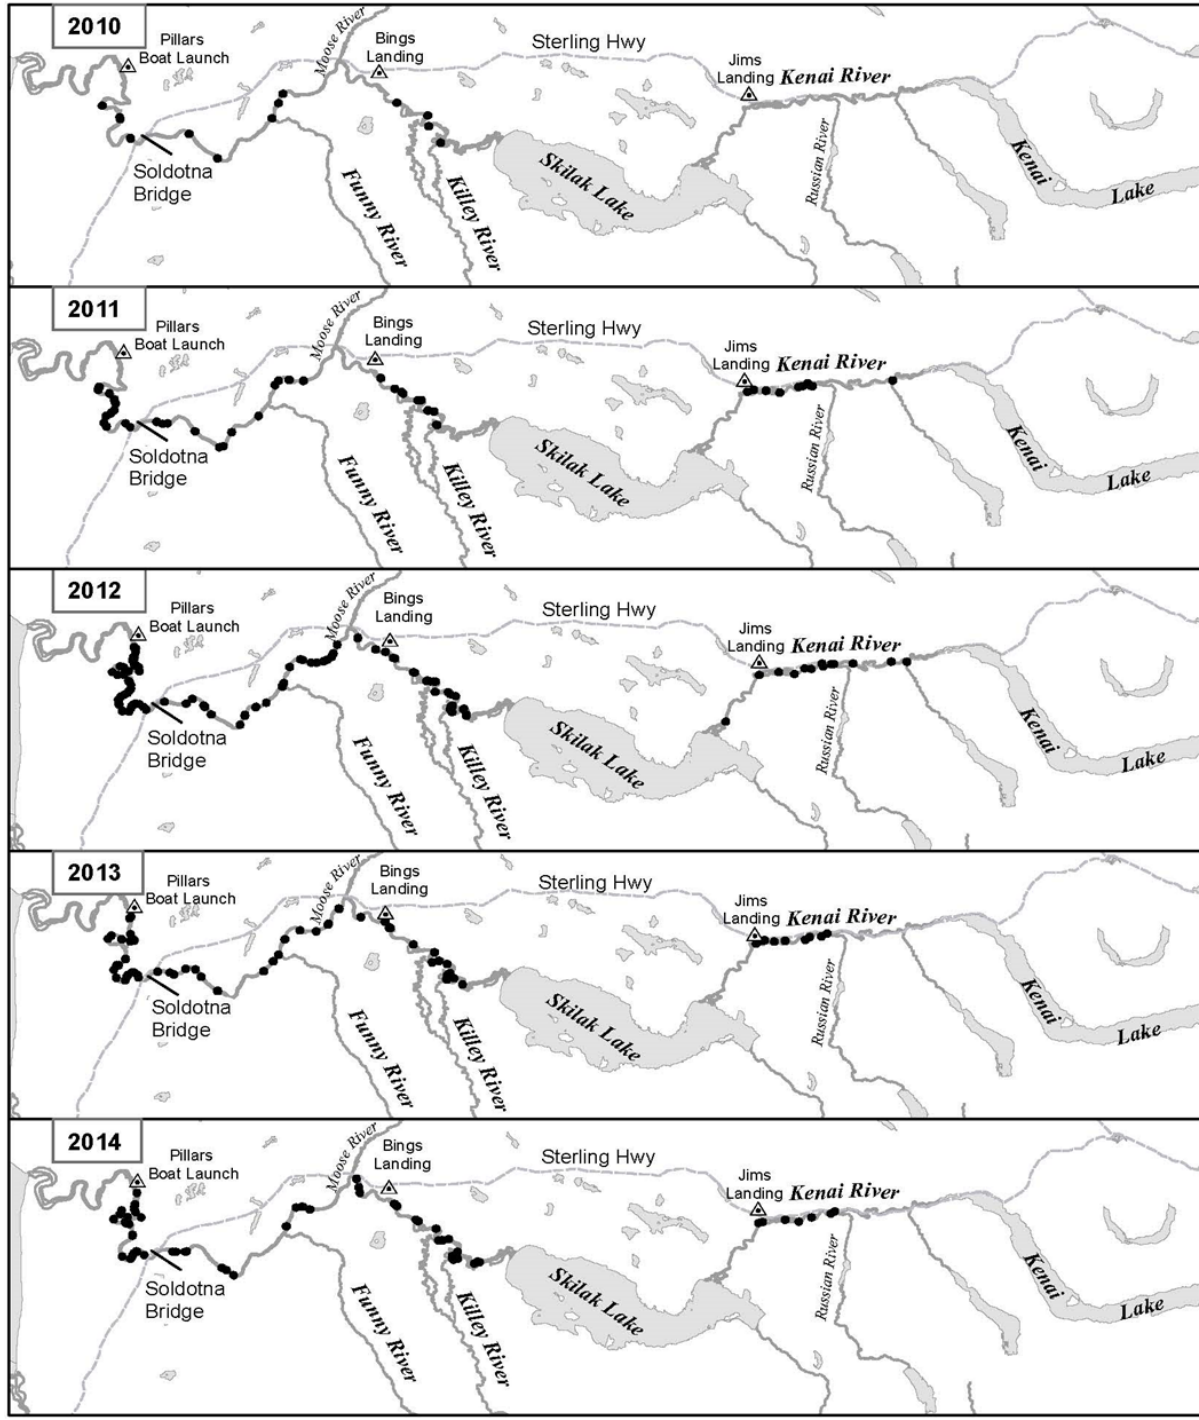 2010
Pillars
Boat Launch
Moose River
Bings
Landing
Sterling Hwy
Jims
Landing
Kenai River
Soldotna
Bridge
Funny River
Killey River
Skilak Lake
Russian River
Kenai
Lake
2011
Pillars
Boat Launch
Moose River
Bings
Landing
Sterling Hwy
Jims
Landing
Kenai River
Soldotna
Bridge
Funny River
Killey River
Skilak Lake
Russian River
Kenai
Lake
2012
Pillars
Boat Launch
Moose River
Bings
Landing
Sterling Hwy
Jims
Landing
Kenai River
Soldotna
Bridge
Funny River
Killey River
Skilak Lake
Russian River
Kenai
Lake
2013
Pillars
Boat Launch
Moose River
Bings
Landing
Sterling Hwy
Jims
Landing
Kenai River
Soldotna
Bridge
Funny River
Killey River
Skilak Lake
Russian River
Kenai
Lake
2014
Pillars
Boat Launch
Moose River
Bings
Landing
Sterling Hwy
Jims
Landing
Kenai River
Soldotna
Bridge
Funny River
Killey River
Skilak Lake
Russian River
Kenai
Lake